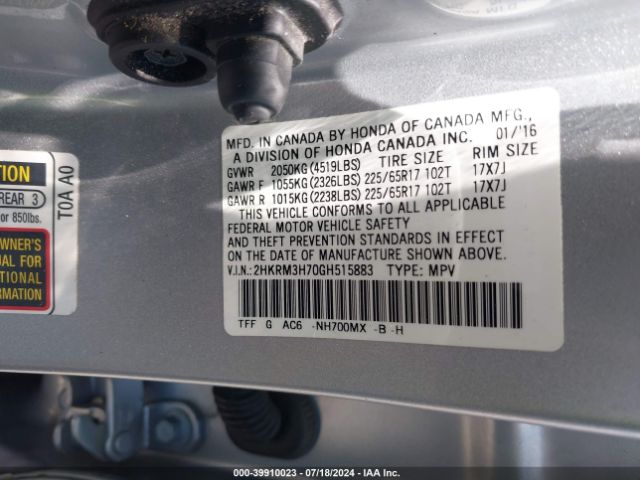 MFD. IN CANADA BY HONDA OF CANADA MFG.,
A DIVISION OF HONDA CANADA INC. 01/'16
GVWR 2050KG (4519LBS) TIRE SIZE RIM SIZE
GAWR F 1055KG (2326LBS) 225/65R17 102T 17X7J
GAWR R 1015KG (2238LBS) 225/65R17 102T 17X7J
THIS VEHICLE CONFORMS TO ALL APPLICABLE
FEDERAL MOTOR VEHICLE SAFETY
AND THEFT PREVENTION STANDARDS IN EFFECT
ON THE DATE OF MANUFACTURE SHOWN ABOVE.
V.I.N.: 2HKRM3H70GH515883 TYPE: MPV
TFF G AC6 -NH700MX -B -H
TION
REAR 3
or 850lbs.
WNER'S
UAL FOR
TIONAL
RMATION
T0A A0
000-39910023 - 07/18/2024 - IAA Inc.